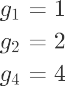 g₁ = 1
g₂ = 2
g₄ = 4